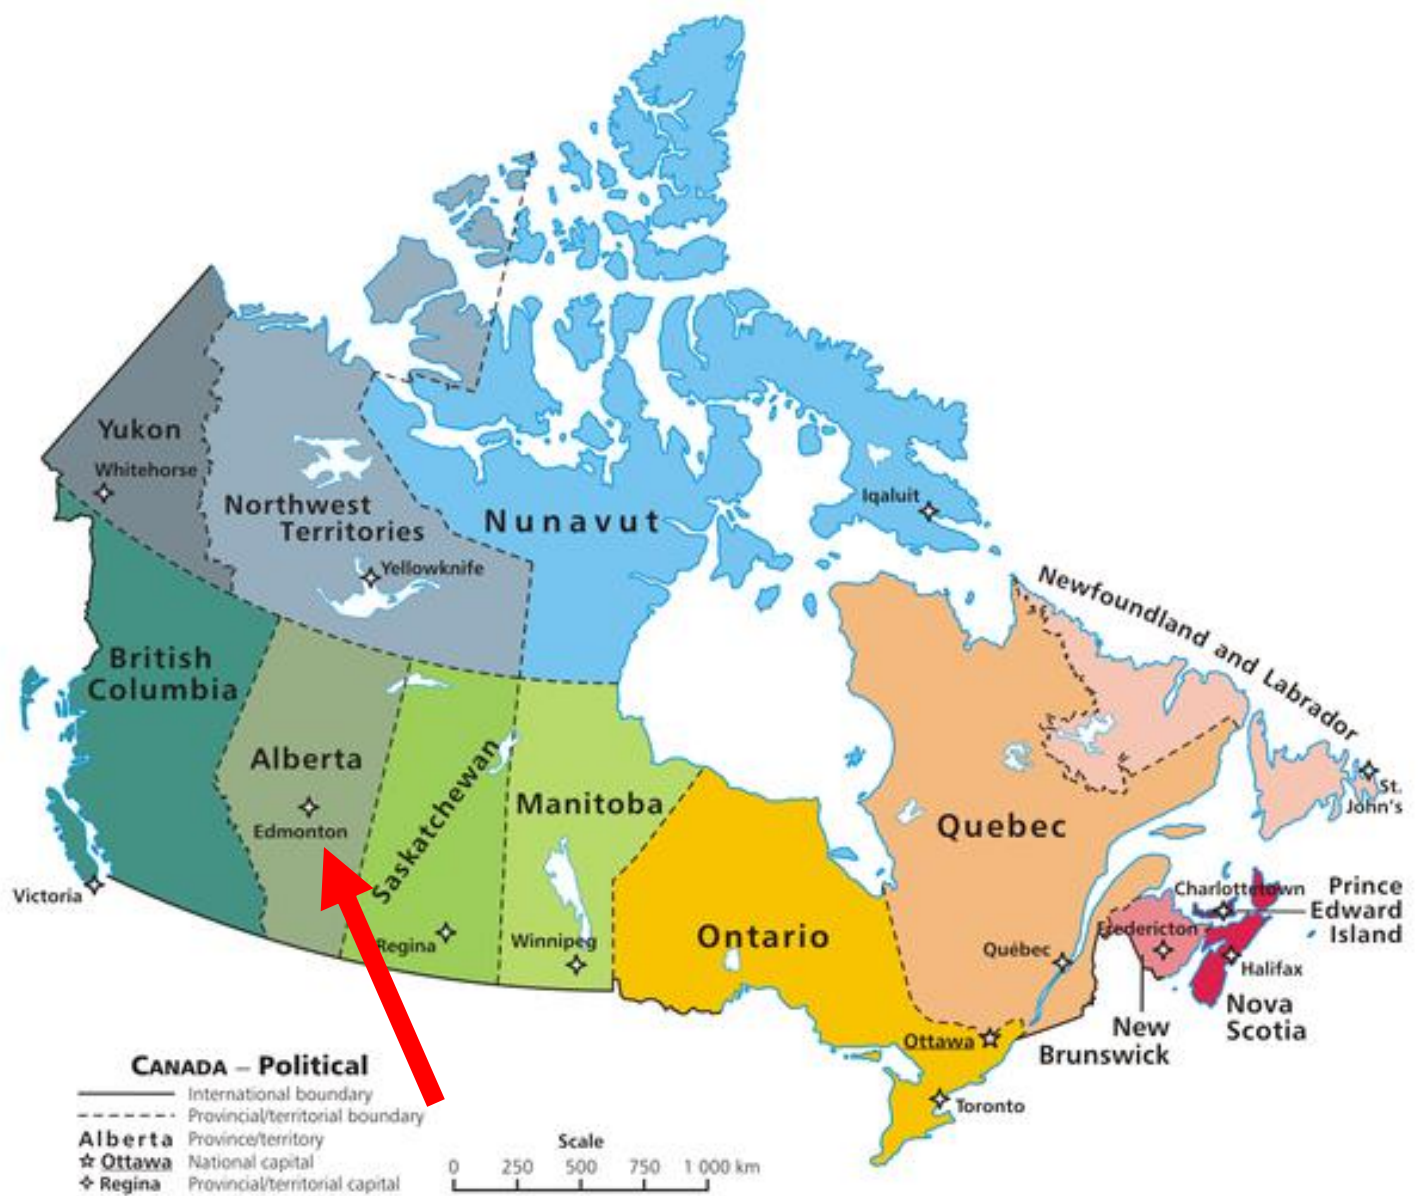 Yukon
Whitehorse
Northwest
Territories
Yellowknife
Nunavut
Iqaluit
British
Columbia
Victoria
Alberta
Edmonton
Saskatchewan
Regina
Manitoba
Winnipeg
Ontario
Ottawa
Toronto
Quebec
Québec
Newfoundland and Labrador
St.
John's
Charlottetown
Prince
Edward
Island
Fredericton
Halifax
Nova
Scotia
New
Brunswick
CANADA – Political
International boundary
Provincial/territorial boundary
Alberta Province/territory
Ottawa National capital
Regina Provincial/territorial capital
Scale
0 250 500 750 1 000 km